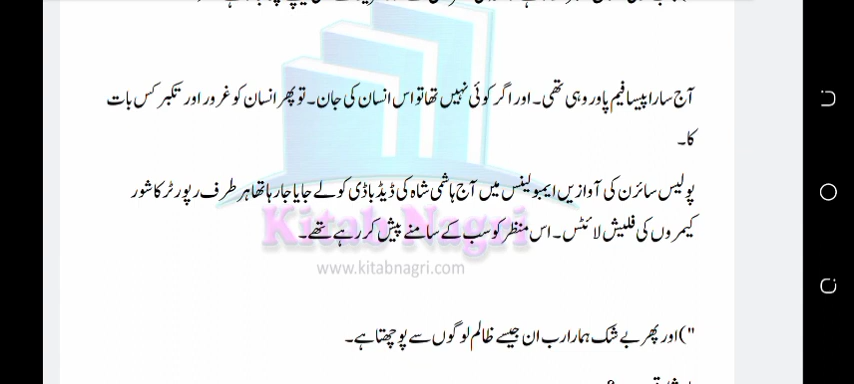 آج سارا پیسا فیم پاور وہی تھی۔ اور اگر کوئی نہیں تھا تو اس انسان کی جان۔ تو پھر انسان کو غرور اور تکبر کس بات
کا۔
پولیس سائرن کی آوازیں ایمبولینس میں آج ہاشمی شاہ کی ڈیڈ باڈی کو لے جایا جا رہا تھا ہر طرف رپورٹر کا شور
کیمروں کی فلیش لائٹس۔ اس منظر کو سب کے سامنے پیش کر رہے تھے۔
Kitab Nagri
www.kitabnagri.com
")اور پھر بے شک ہمارا رب ان جیسے ظالم لوگوں سے پوچھتا ہے۔